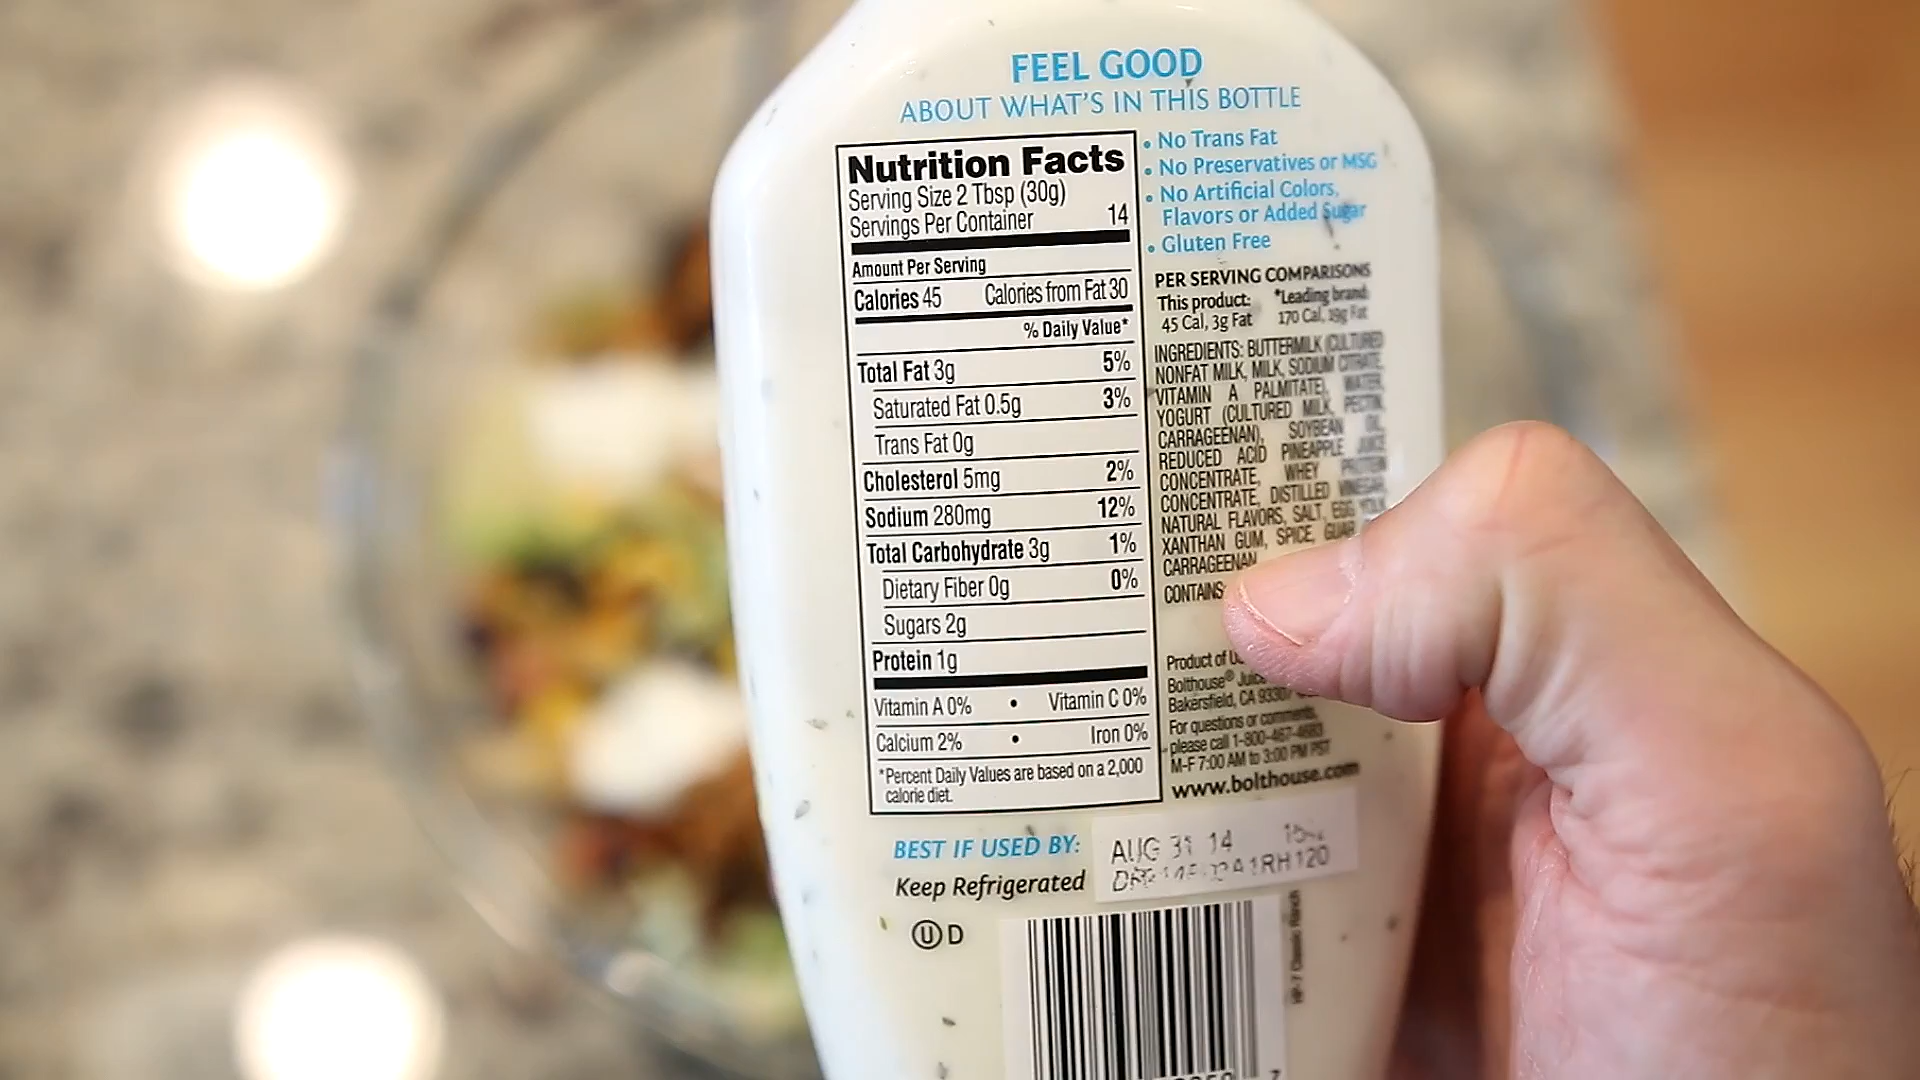 FEEL GOOD
ABOUT WHAT'S IN THIS BOTTLE
Nutrition Facts
Serving Size 2 Tbsp (30g)
Servings Per Container 14
Amount Per Serving
Calories 45 Calories from Fat 30
% Daily Value*
Total Fat 3g 5%
Saturated Fat 0.5g 3%
Trans Fat 0g
Cholesterol 5mg 2%
Sodium 280mg 12%
Total Carbohydrate 3g 1%
Dietary Fiber 0g 0%
Sugars 2g
Protein 1g
Vitamin A 0% • Vitamin C 0%
Calcium 2% • Iron 0%
*Percent Daily Values are based on a 2,000
calorie diet.
• No Trans Fat
• No Preservatives or MSG
• No Artificial Colors,
Flavors or Added Sugar
• Gluten Free
PER SERVING COMPARISONS
This product: *Leading brand:
45 Cal, 3g Fat 170 Cal, 19g Fat
INGREDIENTS: BUTTERMILK (CULTURED
NONFAT MILK, MILK, SODIUM CITRATE,
VITAMIN A PALMITATE), WATER,
YOGURT (CULTURED MILK, PECTIN,
CARRAGEENAN), SOYBEAN OIL,
REDUCED ACID PINEAPPLE JUICE
CONCENTRATE, WHEY PROTEIN
CONCENTRATE, DISTILLED VINEGAR,
NATURAL FLAVORS, SALT, EGG YOLK,
XANTHAN GUM, SPICE, GUAR
CARRAGEENAN
CONTAINS:
Product of
Bolthouse® Juice
Bakersfield, CA 93307
For questions or comments,
please call 1-800-467-4683
M-F 7:00 AM to 3:00 PM PST
www.bolthouse.com
BEST IF USED BY: AUG 31 14
Keep Refrigerated
U D
7